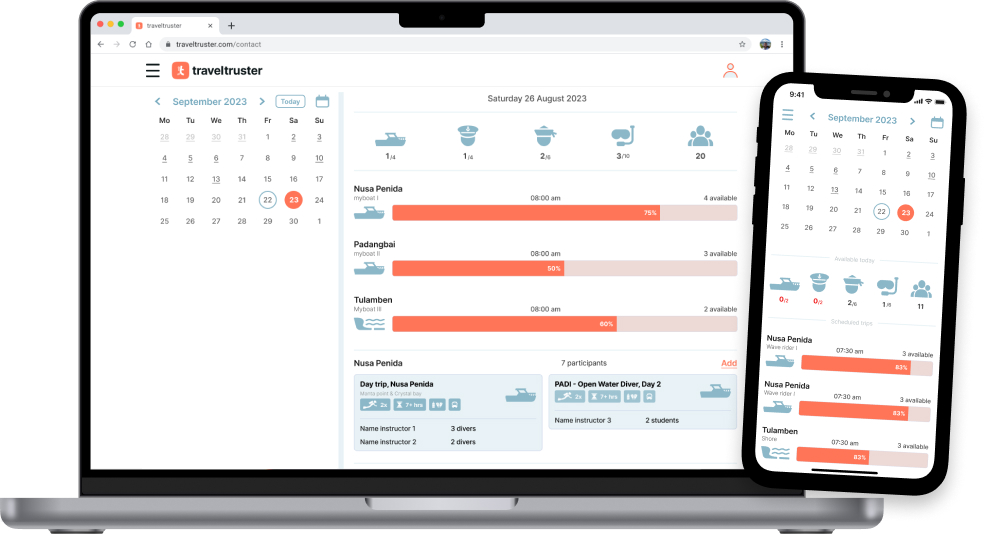 traveltruster
traveltruster.com/contact
traveltruster
September 2023 Today
Mo Tu We Th Fr Sa Su
28 29 30 31 1 2 3
4 5 6 7 8 9 10
11 12 13 14 15 16 17
18 19 20 21 22 23 24
25 26 27 28 29 30 1
Saturday 26 August 2023
1/4 1/4 2/8 3/10 20
Nusa Penida
myboat I 08:00 am 4 available
75%
Padangbai
myboat II 08:00 am 3 available
50%
Tulamben
Myboat III 08:00 am 2 available
60%
Nusa Penida 7 participants Add
Day trip, Nusa Penida
Manta point & Crystal bay
2x 7+ hrs
Name instructor 1 3 divers
Name instructor 2 2 divers
PADI - Open Water Diver, Day 2
2x 7+ hrs
Name instructor 3 2 students
9:41
September 2023
Mo Tu We Th Fr Sa Su
28 29 30 31 1 2 3
4 5 6 7 8 9 10
11 12 13 14 15 16 17
18 19 20 21 22 23 24
25 26 27 28 29 30 1
Available today
0/2 0/2 2/6 1/8 11
Scheduled trips
Nusa Penida
Wave rider I 07:30 am 3 available
83%
Nusa Penida
Wave rider I 07:30 am 3 available
83%
Tulamben
Shore 07:30 am 3 available
83%